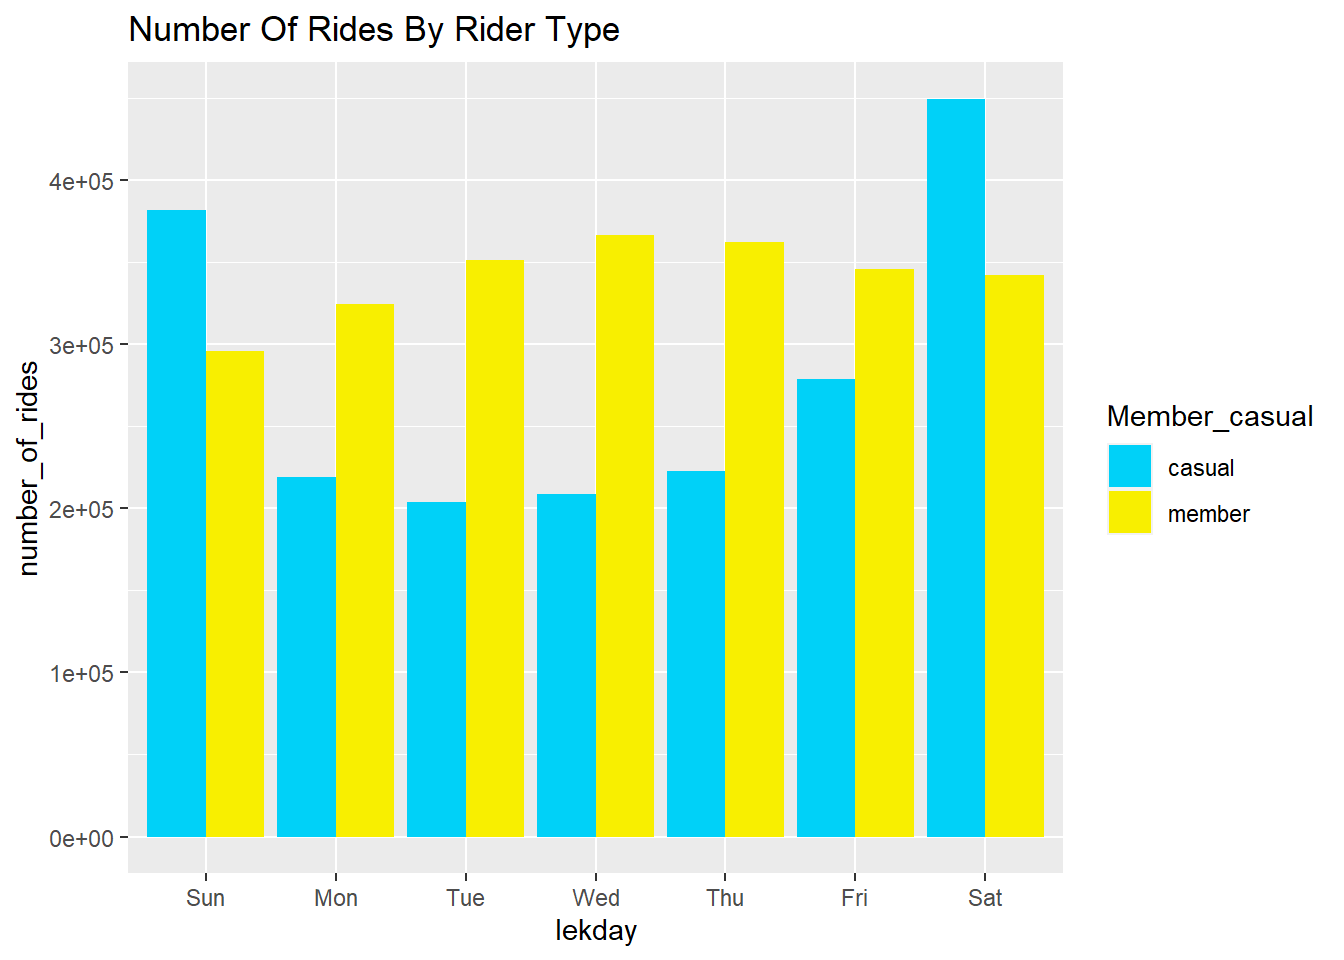 Number Of Rides By Rider Type
number_of_rides
4e+05
3e+05
2e+05
1e+05
0e+00
Sun Mon Tue Wed Thu Fri Sat
lekday
Member_casual
casual
member